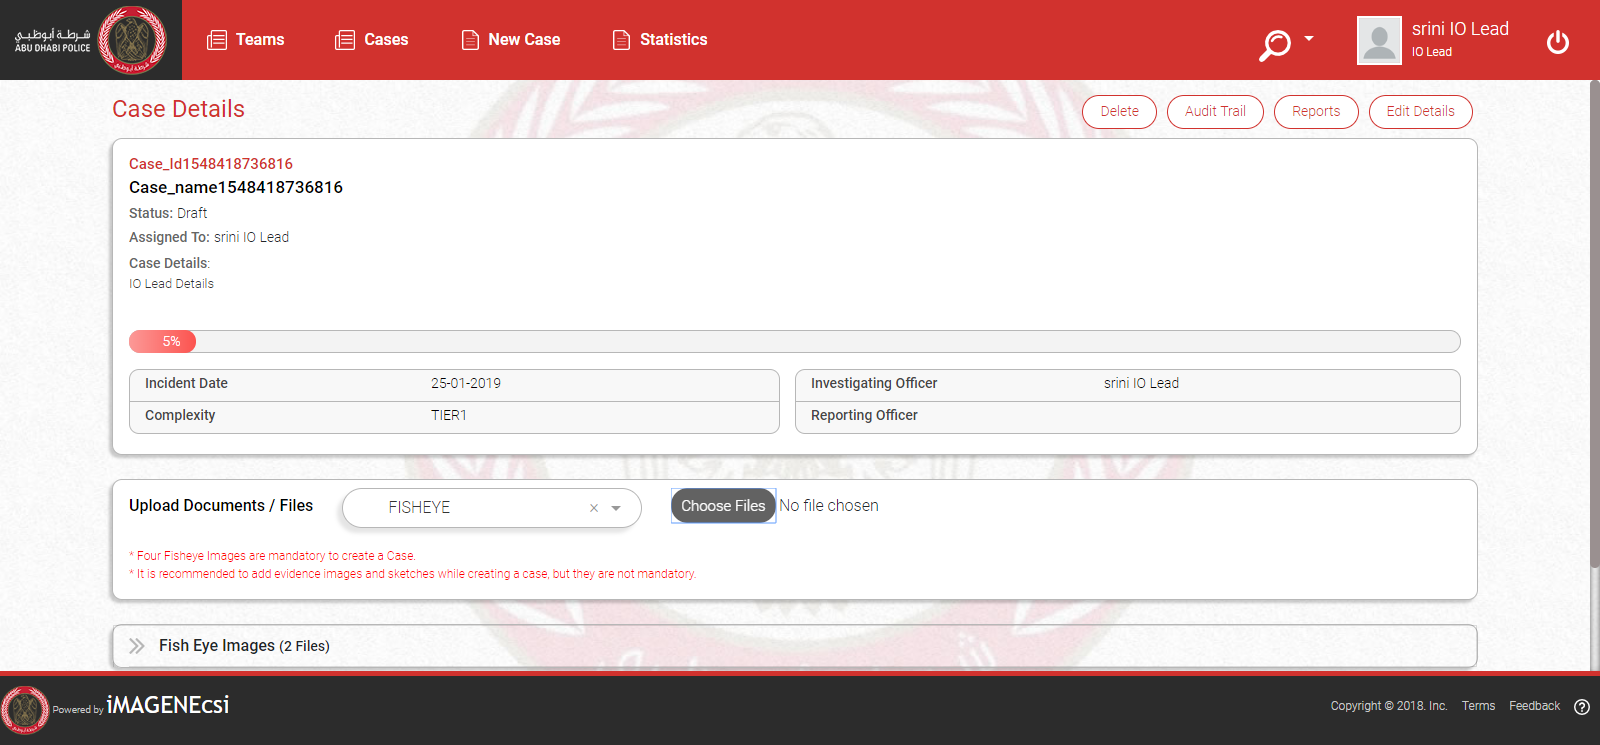 شرطة أبوظبي
ABU DHABI POLICE
Teams
Cases
New Case
Statistics
srini IO Lead
IO Lead
Case Details
Delete
Audit Trail
Reports
Edit Details
Case_Id1548418736816
Case_name1548418736816
Status: Draft
Assigned To: srini IO Lead
Case Details:
IO Lead Details
5%
Incident Date 25-01-2019
Complexity TIER1
Investigating Officer srini IO Lead
Reporting Officer
Upload Documents / Files
FISHEYE
×
Choose Files No file chosen
* Four Fisheye Images are mandatory to create a Case.
* It is recommended to add evidence images and sketches while creating a case, but they are not mandatory.
Fish Eye Images (2 Files)
Powered by iMAGENEcsi
Copyright © 2018. Inc.
Terms
Feedback
?